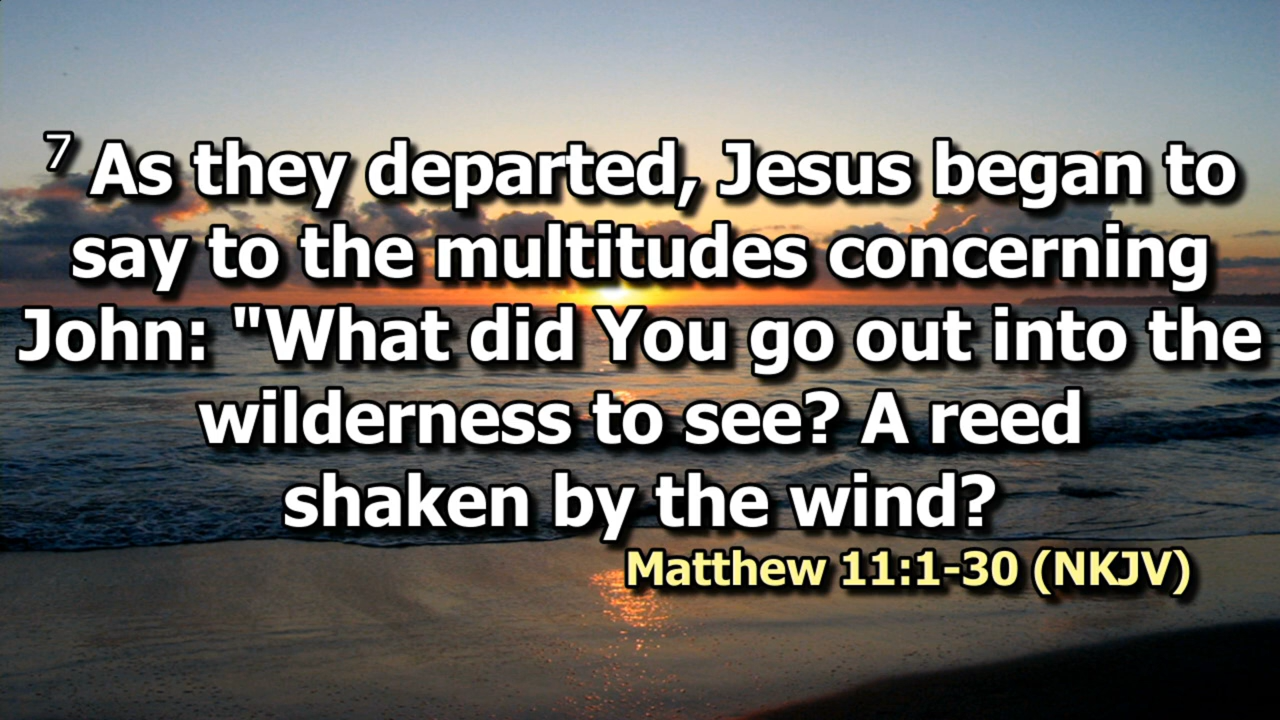 7 As they departed, Jesus began to
say to the multitudes concerning
John: "What did You go out into the
wilderness to see? A reed
shaken by the wind?
Matthew 11:1-30 (NKJV)